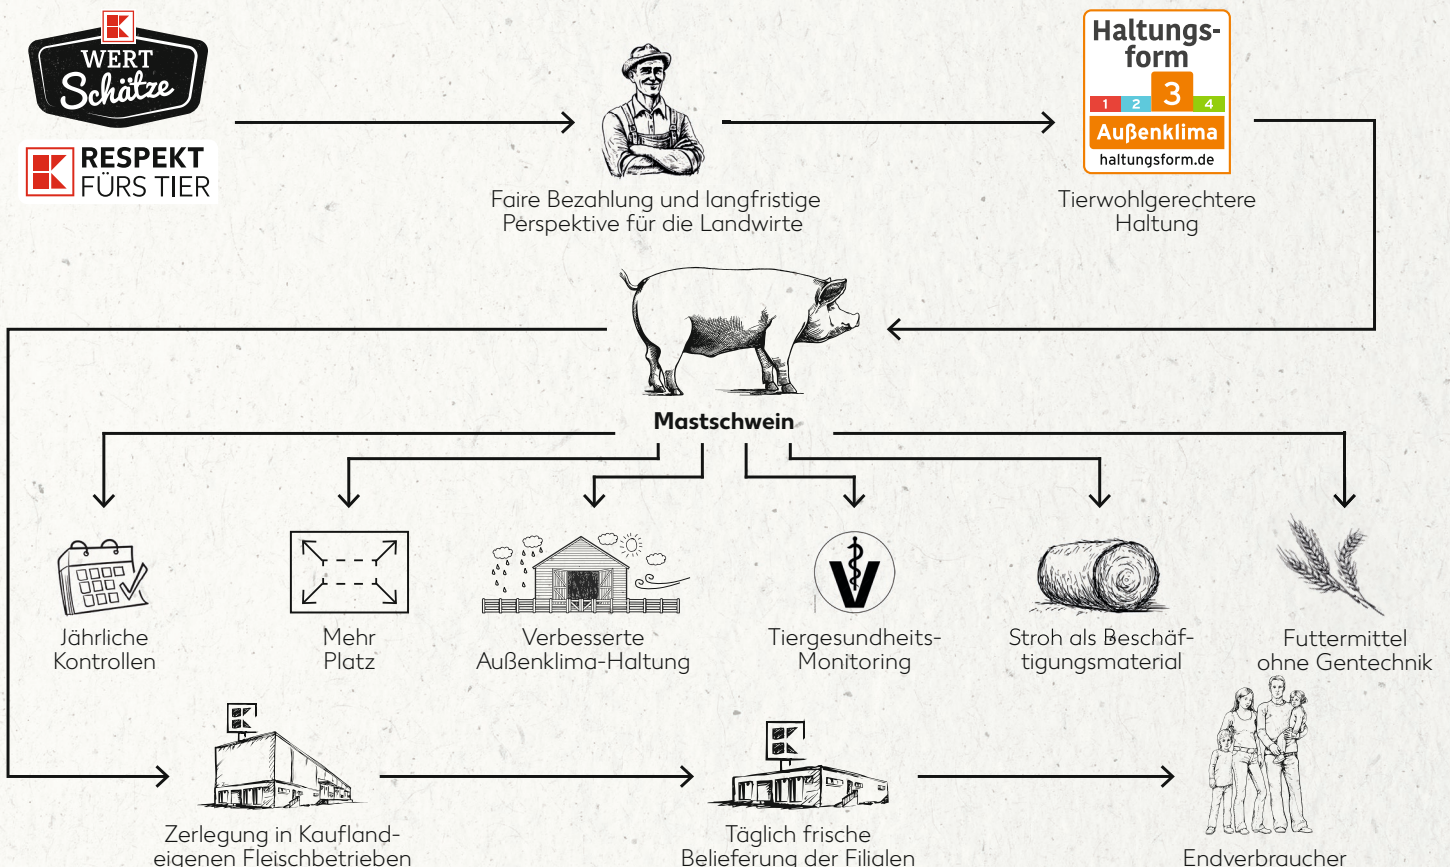 WERT
Schätze
RESPEKT
FÜRS TIER
Faire Bezahlung und langfristige
Perspektive für die Landwirte
Haltungs-
form
1 2 3 4
Außenklima
haltungsform.de
Tierwohlgerechtere
Haltung
Mastschwein
Jährliche
Kontrollen
Mehr
Platz
Verbesserte
Außenklima-Haltung
V
Tiergesundheits-
Monitoring
Stroh als Beschäf-
tigungsmaterial
Futtermittel
ohne Gentechnik
Zerlegung in Kaufland-
eigenen Fleischbetrieben
Täglich frische
Belieferung der Filialen
Endverbraucher